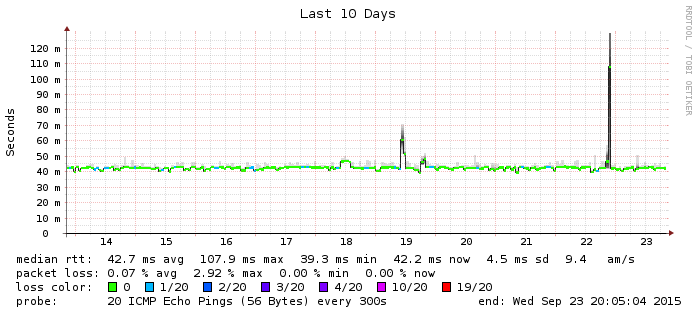 Last 10 Days
RRDTOOL / TOBI OETIKER
Seconds
120 m
110 m
100 m
90 m
80 m
70 m
60 m
50 m
40 m
30 m
20 m
10 m
0
14 15 16 17 18 19 20 21 22 23
median rtt: 42.7 ms avg 107.9 ms max 39.3 ms min 42.2 ms now 4.5 ms sd 9.4 am/s
packet loss: 0.07 % avg 2.92 % max 0.00 % min 0.00 % now
loss color: 0 1/20 2/20 3/20 4/20 10/20 19/20
probe: 20 ICMP Echo Pings (56 Bytes) every 300s end: Wed Sep 23 20:05:04 2015